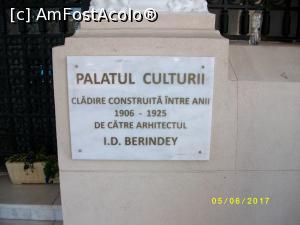 [c] AmFostAcolo®
PALATUL CULTURII
CLĂDIRE CONSTRUITĂ ÎNTRE ANII
1906 - 1925
DE CĂTRE ARHITECTUL
I.D. BERINDEY
05/06/2017